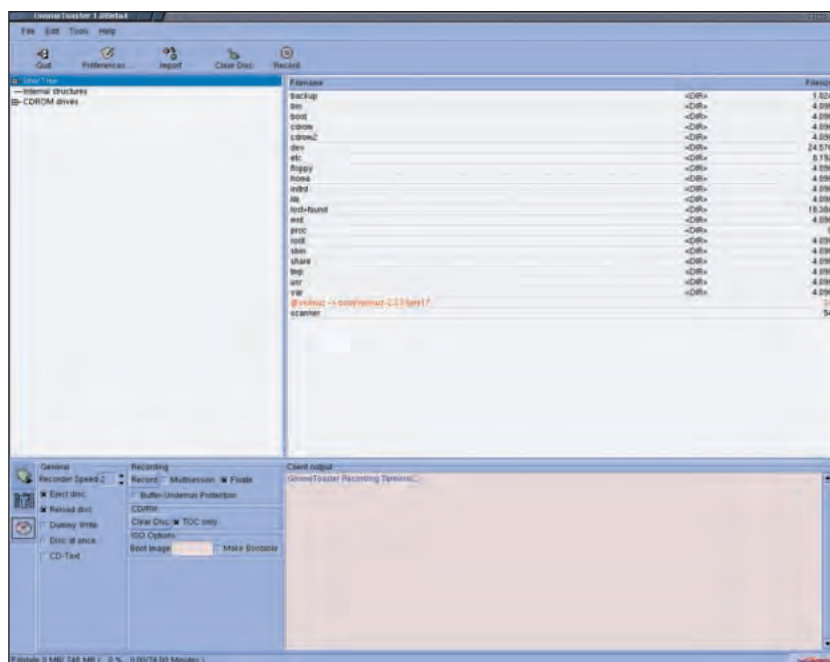 GnomeToaster
File Edit Tools Help
Quit Preferences... Import Clear Disc Record
Internal structures
CDROM drives
Filename
backup <DIR>
bin <DIR>
boot <DIR>
cdrom <DIR>
cdrom2 <DIR>
dev <DIR>
etc <DIR>
floppy <DIR>
home <DIR>
initrd <DIR>
lib <DIR>
lost+found <DIR>
mnt <DIR>
proc <DIR>
root <DIR>
sbin <DIR>
share <DIR>
tmp <DIR>
usr <DIR>
var <DIR>
scanner
General
Recorder Speed 2
Eject disc
Reload disc
Dummy Write
Disc at once
CD-Text
Recording
Record Multisession Fixate
Buffer-Underrun Protection
CD/RW
Clear Disc TOC only
ISO Options
Boot Image Make Bootable
Client output
GnomeToaster Recording Terminal...